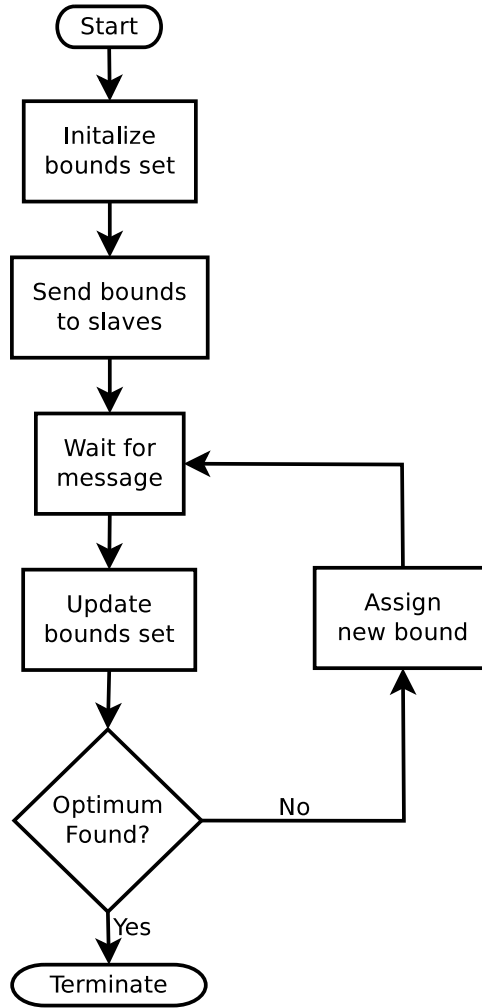 Start
Initalize
bounds set
Send bounds
to slaves
Wait for
message
Update
bounds set
Assign
new bound
Optimum
Found?
No
Yes
Terminate